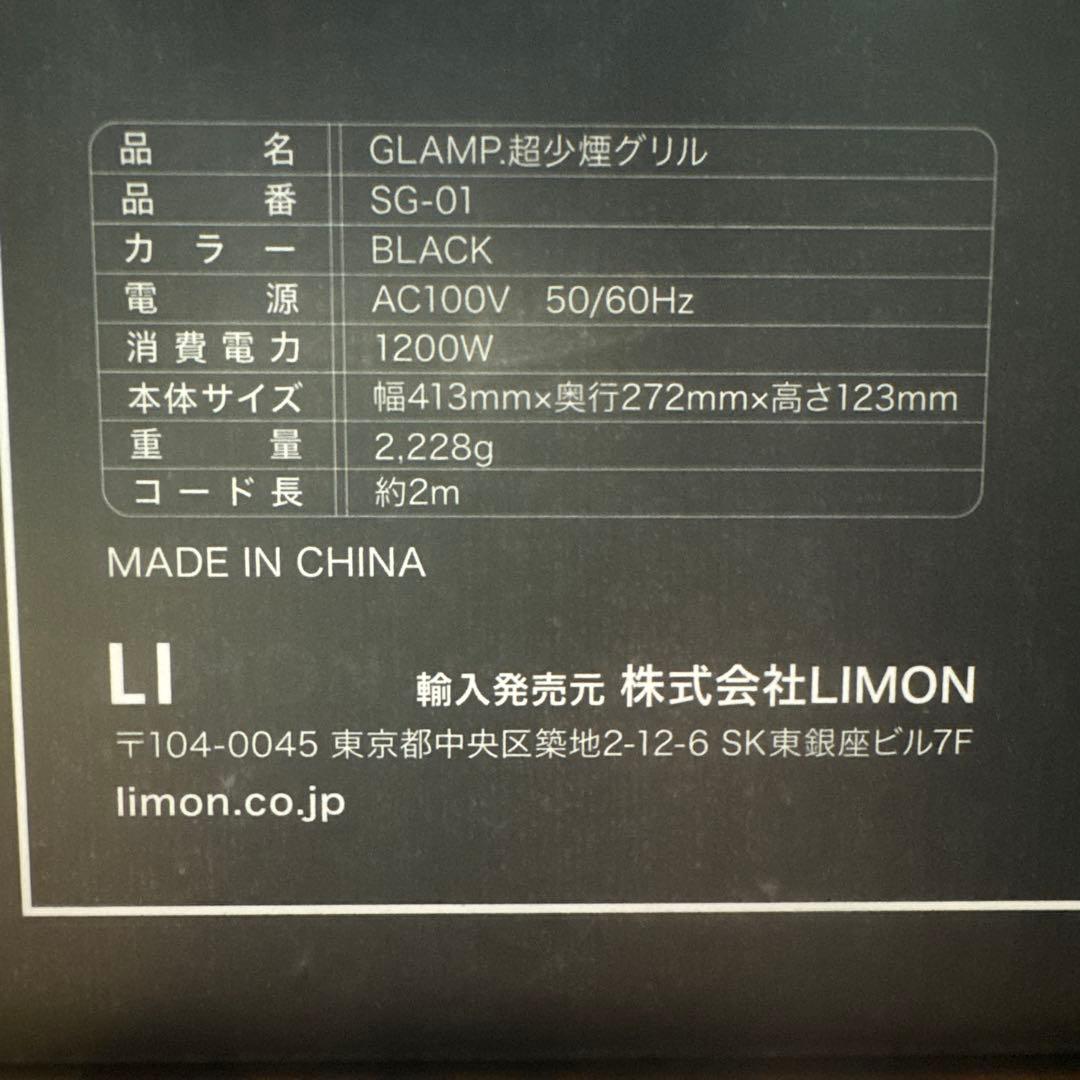 品名 GLAMP.超少煙グリル
品番 SG-01
カラー BLACK
電源 AC100V 50/60Hz
消費電力 1200W
本体サイズ 幅413mm×奥行272mm×高さ123mm
重量 2,228g
コード長 約2m
MADE IN CHINA
LI
輸入発売元 株式会社LIMON
〒104-0045 東京都中央区築地2-12-6 SK東銀座ビル7F
limon.co.jp